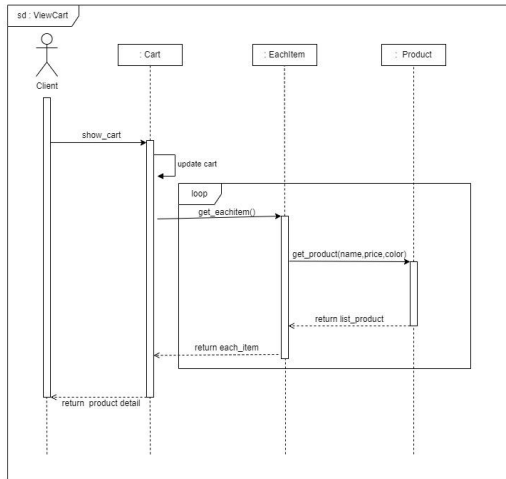 sd : ViewCart
: Cart
: EachItem
: Product
Client
show_cart
update cart
loop
get_eachitem()
get_product(name,price,color)
return list_product
return each_item
return product detail